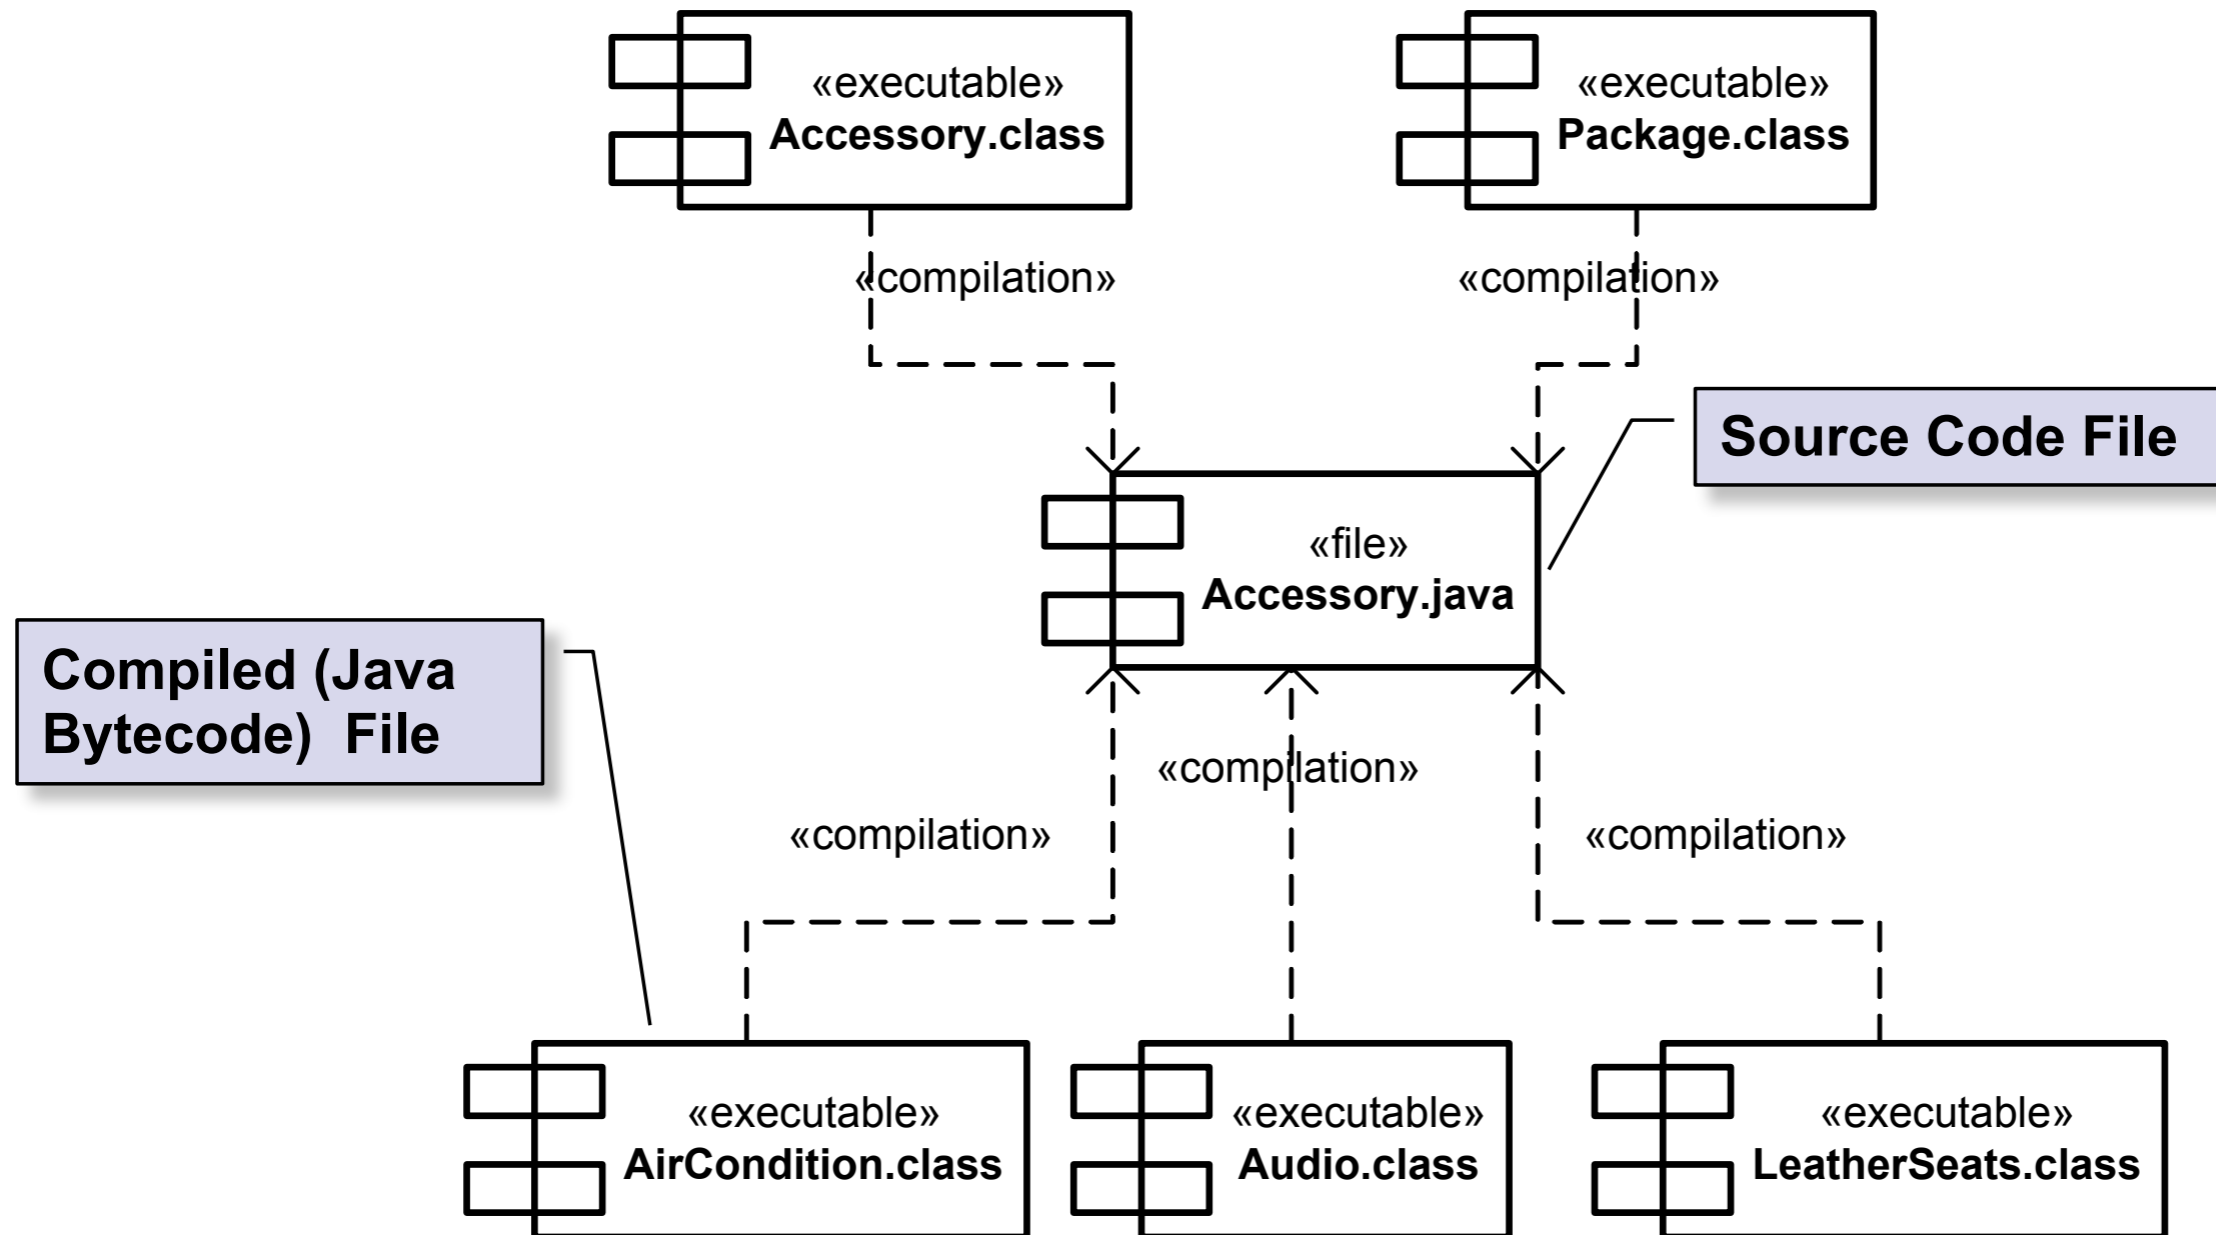 «executable»
Accessory.class
«executable»
Package.class
«compilation»
«compilation»
Source Code File
«file»
Accessory.java
Compiled (Java
Bytecode)  File
«compilation»
«compilation»
«compilation»
«executable»
AirCondition.class
«executable»
Audio.class
«executable»
LeatherSeats.class